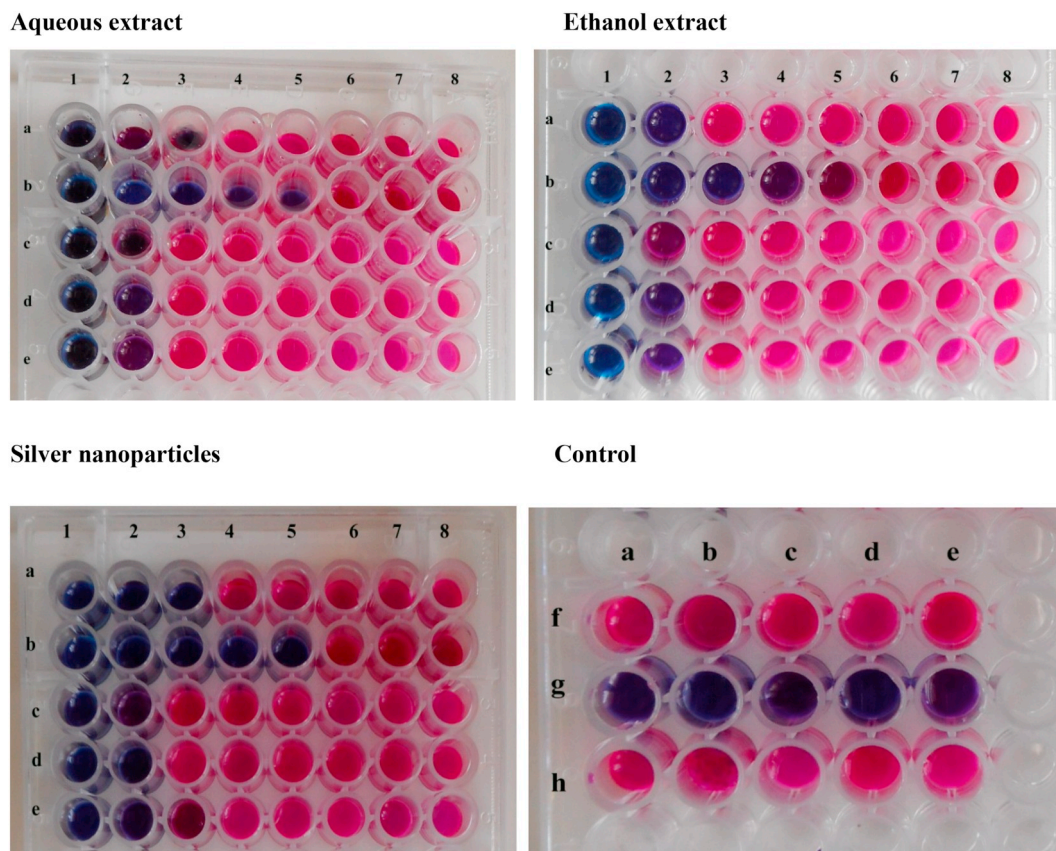 Aqueous extract
1 2 3 4 5 6 7 8
a
b
c
d
e
Ethanol extract
1 2 3 4 5 6 7 8
a
b
c
d
e
Silver nanoparticles
1 2 3 4 5 6 7 8
a
b
c
d
e
Control
a b c d e
f
g
h